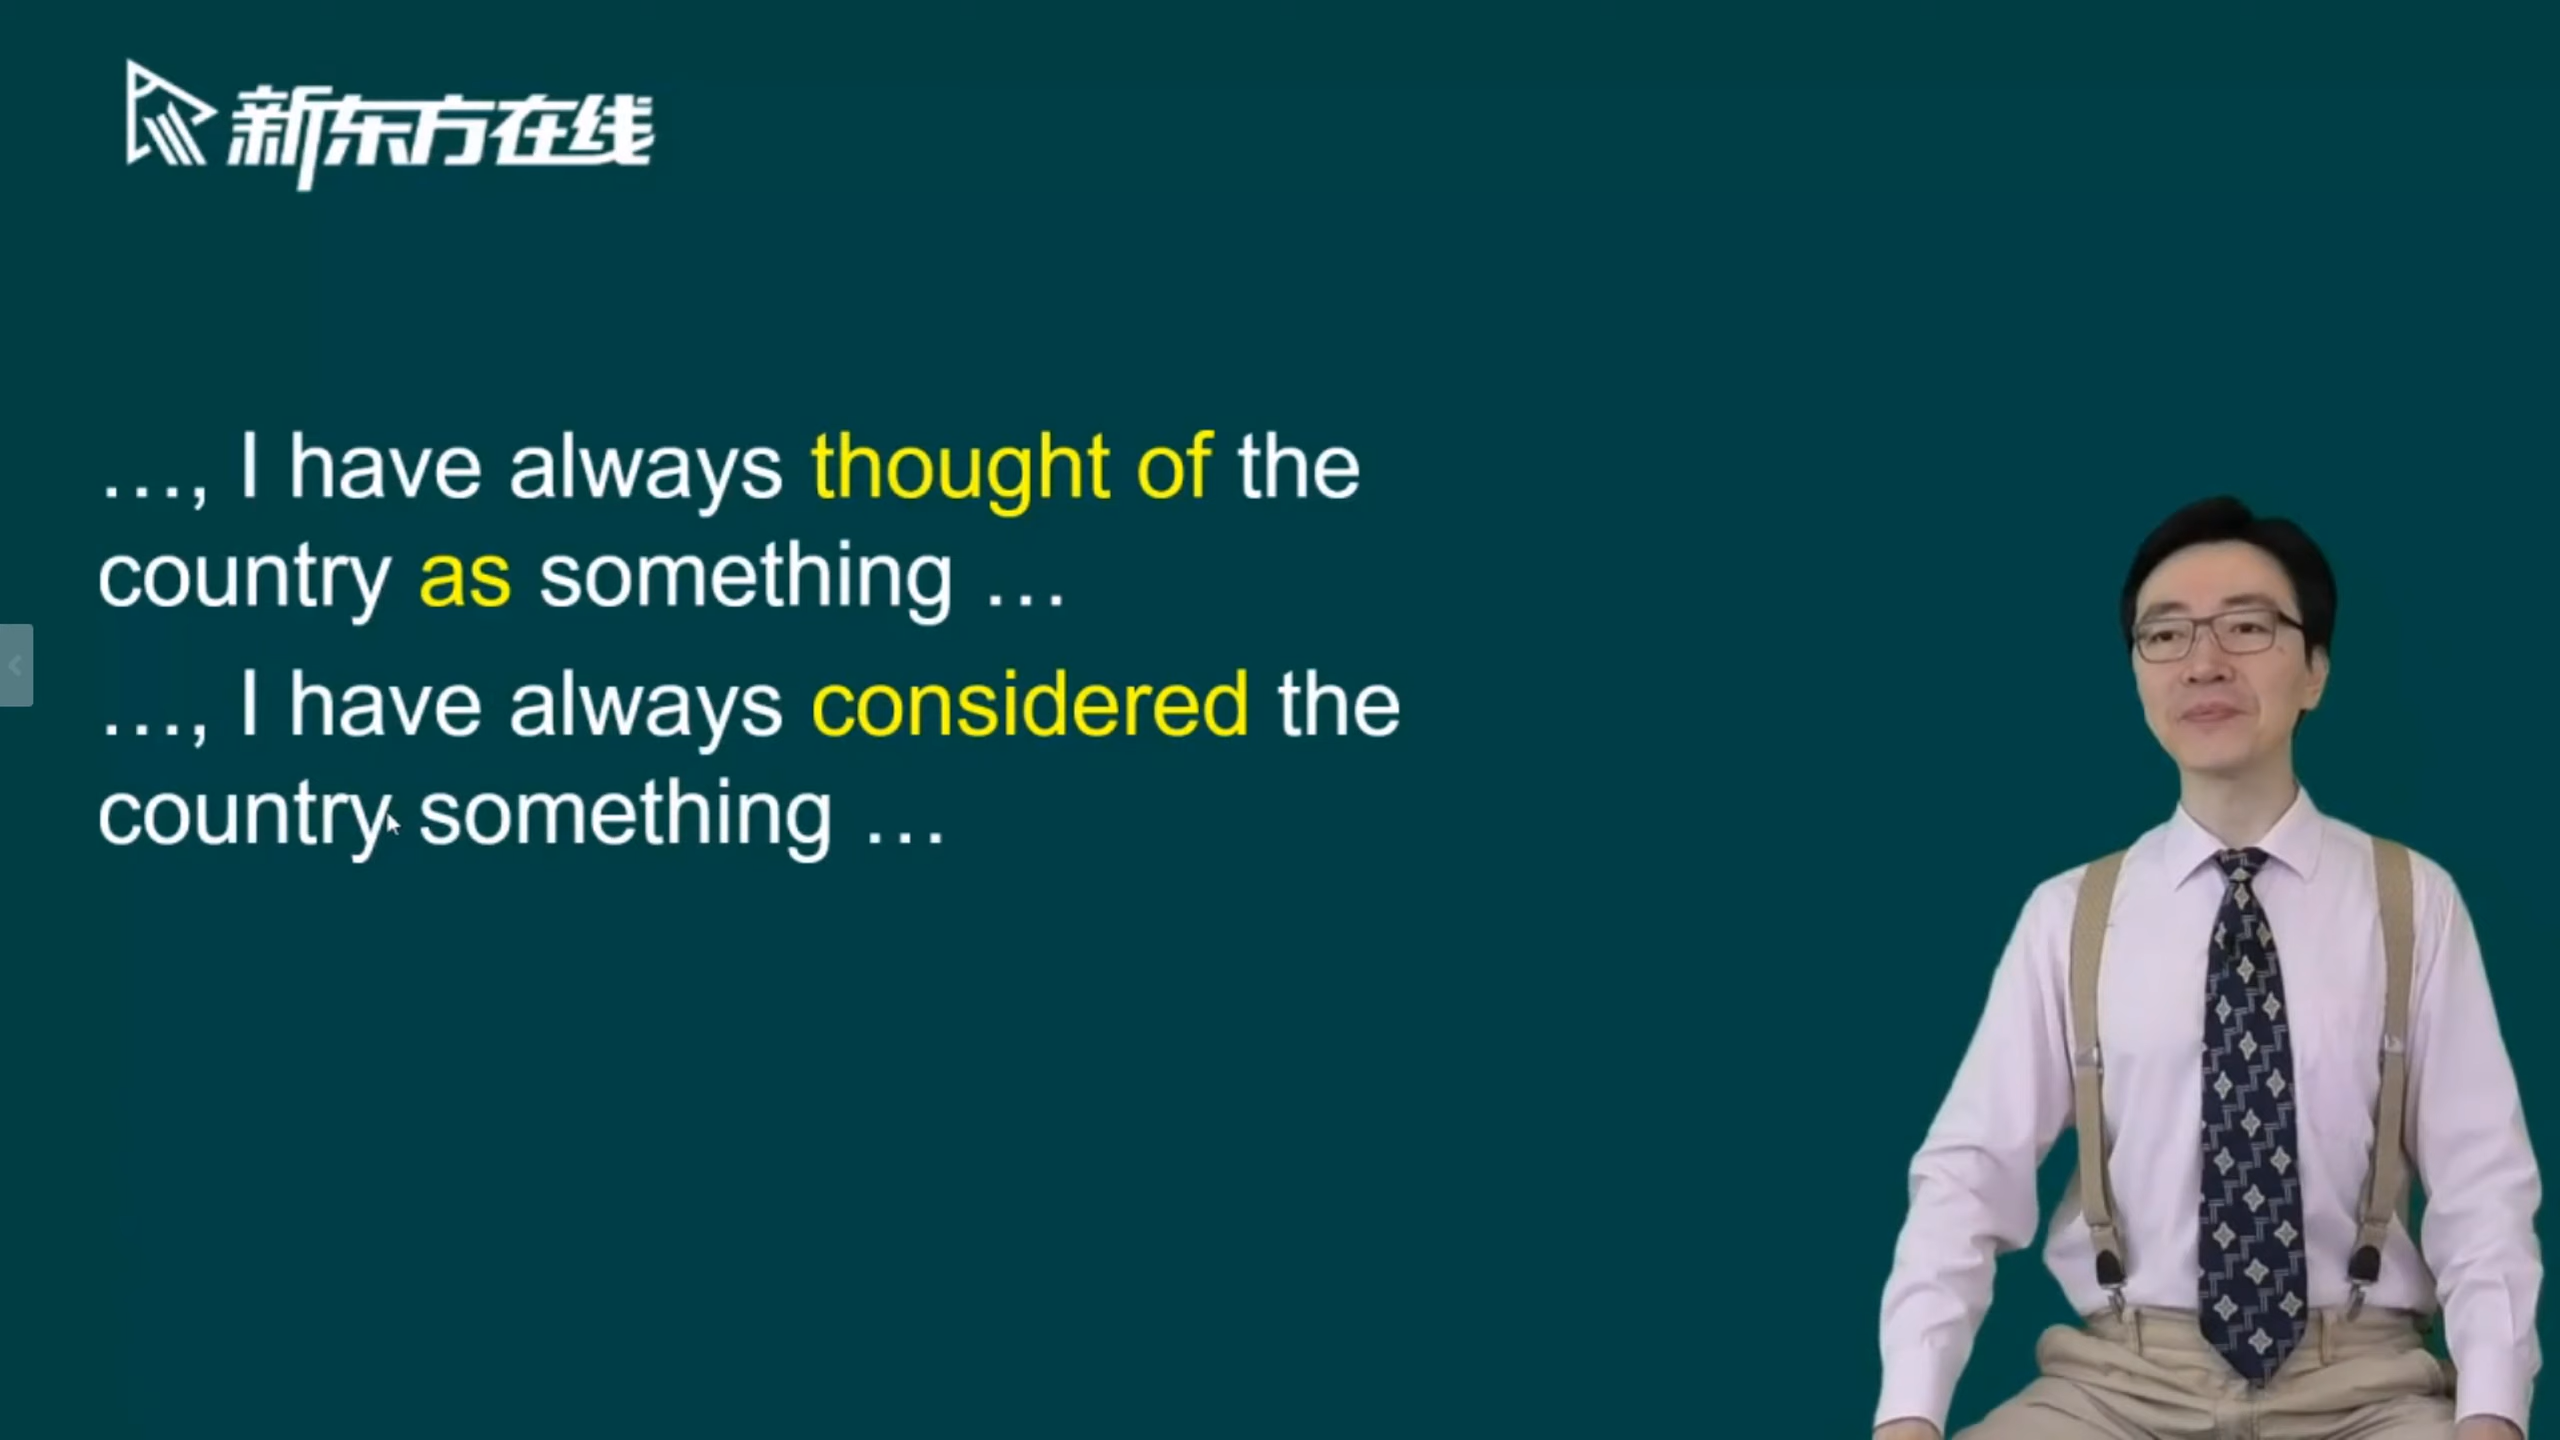 新东方在线
…, I have always thought of the
country as something …
…, I have always considered the
country something …